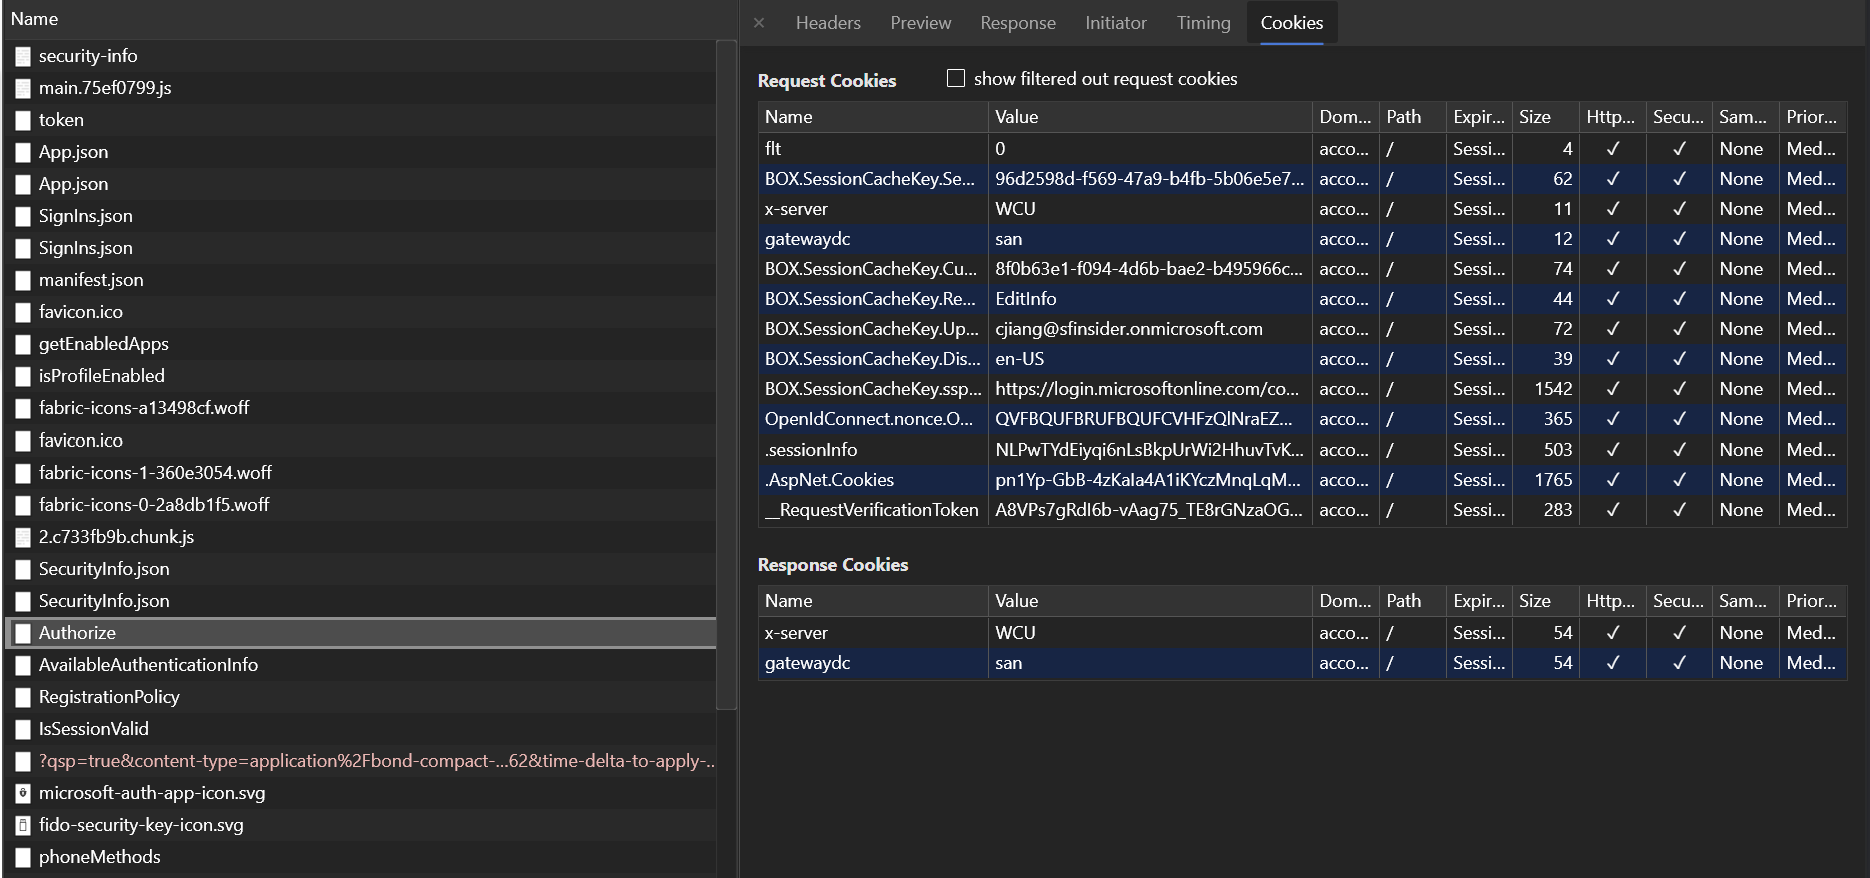 Name
security-info
main.75ef0799.js
token
App.json
App.json
SignIns.json
SignIns.json
manifest.json
favicon.ico
getEnabledApps
isProfileEnabled
fabric-icons-a13498cf.woff
favicon.ico
fabric-icons-1-360e3054.woff
fabric-icons-0-2a8db1f5.woff
2.c733fb9b.chunk.js
SecurityInfo.json
SecurityInfo.json
Authorize
AvailableAuthenticationInfo
RegistrationPolicy
IsSessionValid
?qsp=true&content-type=application%2Fbond-compact-...62&time-delta-to-apply-...
microsoft-auth-app-icon.svg
fido-security-key-icon.svg
phoneMethods
× Headers Preview Response Initiator Timing Cookies
Request Cookies show filtered out request cookies
Name Value Dom... Path Expir... Size Http... Secu... Sam... Prior...
flt 0 acco... / Sessi... 4 ✓ ✓ None Med...
BOX.SessionCacheKey.Se... 96d2598d-f569-47a9-b4fb-5b06e5e7... acco... / Sessi... 62 ✓ ✓ None Med...
x-server WCU acco... / Sessi... 11 ✓ ✓ None Med...
gatewaydc san acco... / Sessi... 12 ✓ ✓ None Med...
BOX.SessionCacheKey.Cu... 8f0b63e1-f094-4d6b-bae2-b495966c... acco... / Sessi... 74 ✓ ✓ None Med...
BOX.SessionCacheKey.Re... EditInfo acco... / Sessi... 44 ✓ ✓ None Med...
BOX.SessionCacheKey.Up... cjiang@sfinsider.onmicrosoft.com acco... / Sessi... 72 ✓ ✓ None Med...
BOX.SessionCacheKey.Dis... en-US acco... / Sessi... 39 ✓ ✓ None Med...
BOX.SessionCacheKey.ssp... https://login.microsoftonline.com/co... acco... / Sessi... 1542 ✓ ✓ None Med...
OpenIdConnect.nonce.O... QVFBQUFBRUFBQUFCVHFzQlNraEZ... acco... / Sessi... 365 ✓ ✓ None Med...
.sessionInfo NLPwTYdEiyqi6nLsBkpUrWi2HhuvTvK... acco... / Sessi... 503 ✓ ✓ None Med...
.AspNet.Cookies pn1Yp-GbB-4zKaIa4A1iKYczMnqLqM... acco... / Sessi... 1765 ✓ ✓ None Med...
__RequestVerificationToken A8VPs7gRdI6b-vAag75_TE8rGNzaOG... acco... / Sessi... 283 ✓ ✓ None Med...
Response Cookies
Name Value Dom... Path Expir... Size Http... Secu... Sam... Prior...
x-server WCU acco... / Sessi... 54 ✓ ✓ None Med...
gatewaydc san acco... / Sessi... 54 ✓ ✓ None Med...